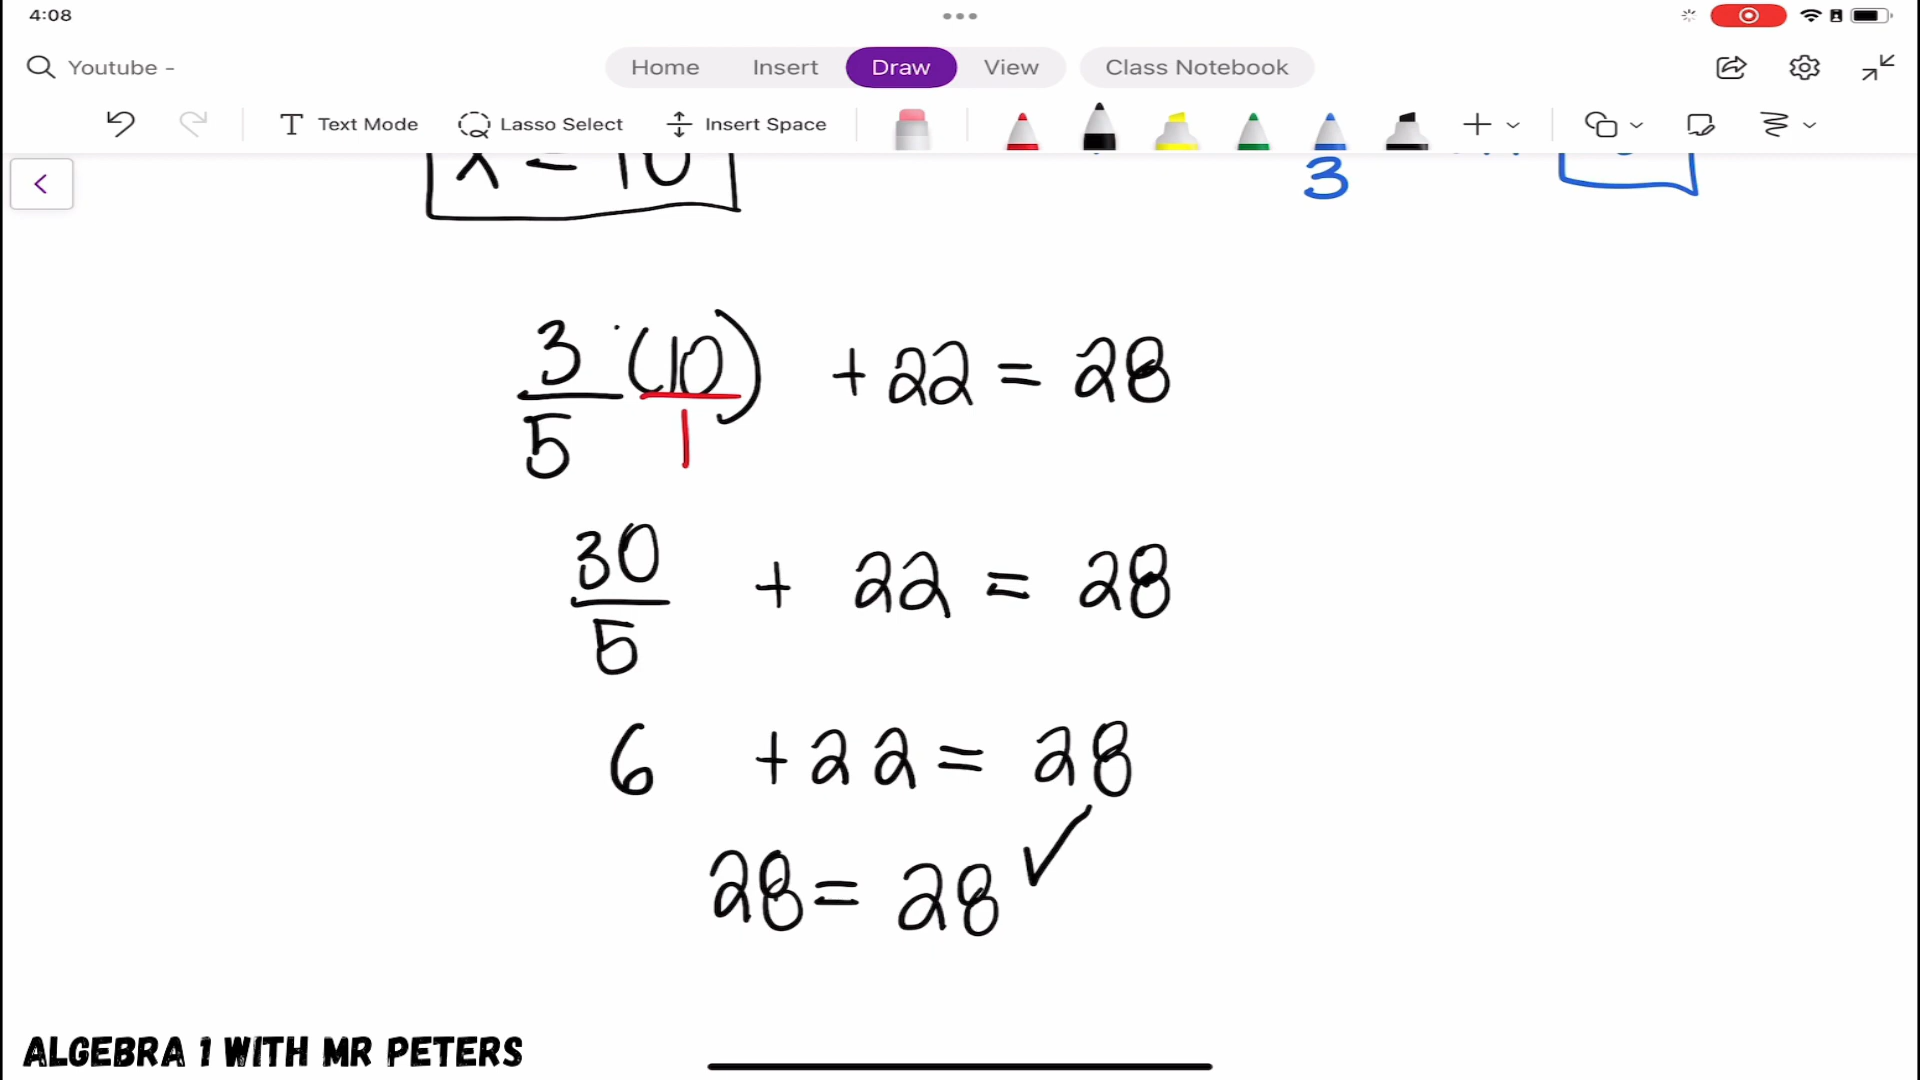 4:08
Youtube -
Home Insert Draw View Class Notebook
Text Mode Lasso Select Insert Space
x = 10
3
3/5 · (10)/1 + 22 = 28
30/5 + 22 = 28
6 + 22 = 28
28 = 28 ✓
ALGEBRA 1 WITH MR PETERS